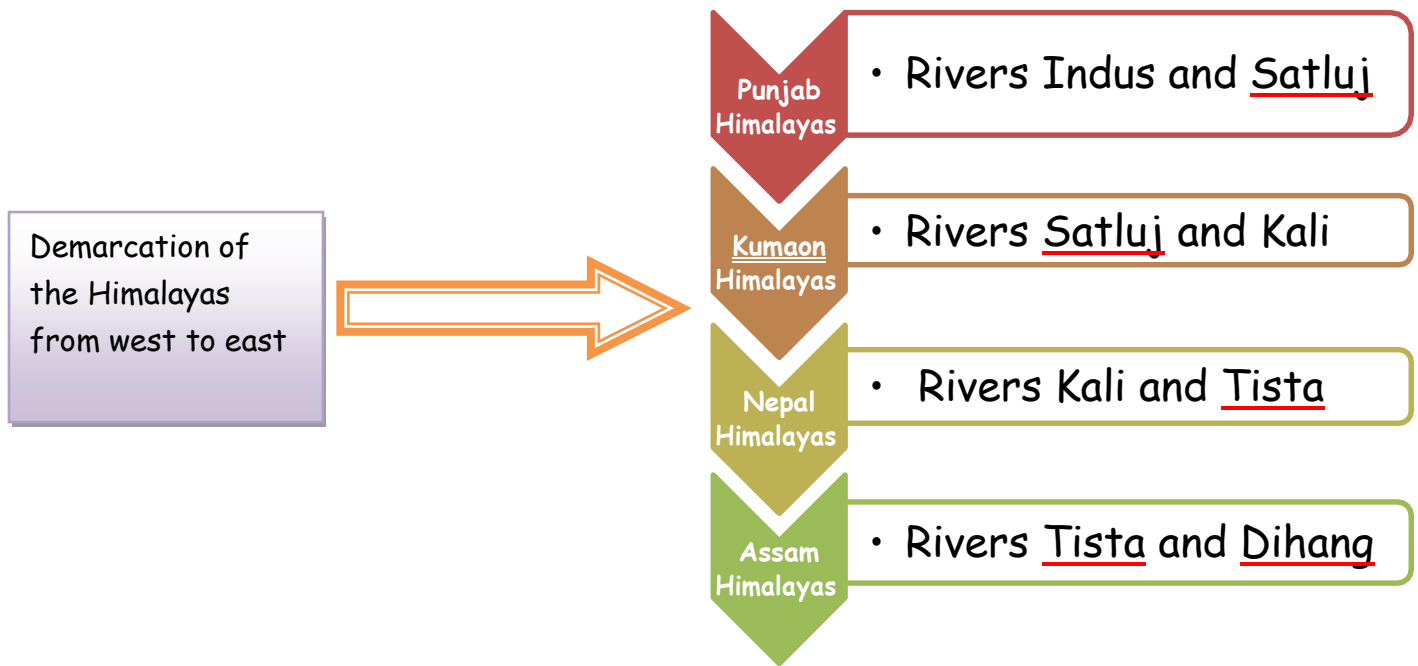 Demarcation of
the Himalayas
from west to east
Punjab
Himalayas
• Rivers Indus and Satluj
Kumaon
Himalayas
• Rivers Satluj and Kali
Nepal
Himalayas
• Rivers Kali and Tista
Assam
Himalayas
• Rivers Tista and Dihang